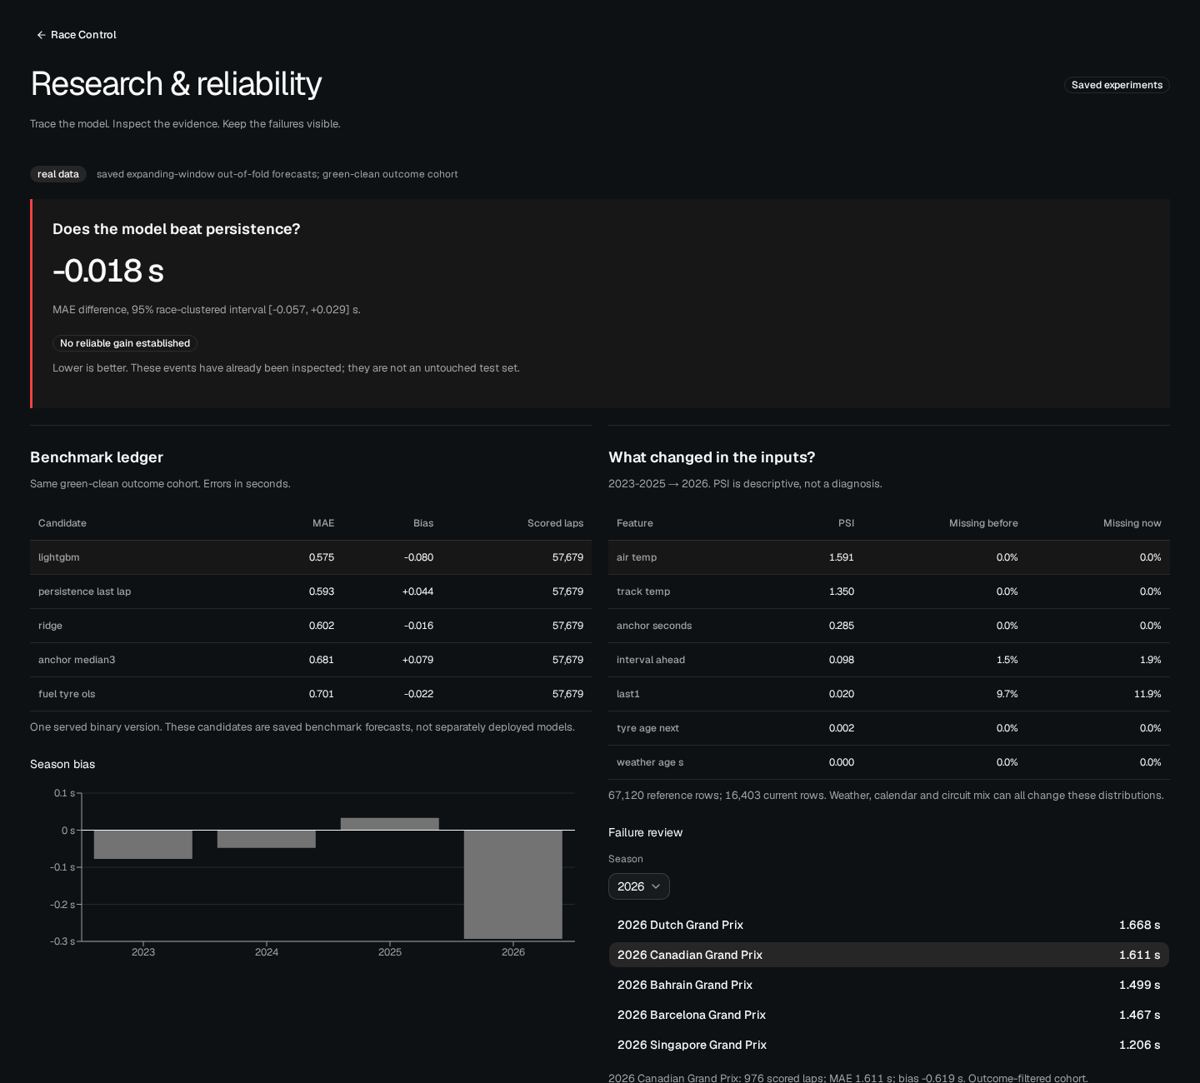 ← Race Control
Research & reliability
Saved experiments
Trace the model. Inspect the evidence. Keep the failures visible.
real data saved expanding-window out-of-fold forecasts; green-clean outcome cohort
Does the model beat persistence?
-0.018 s
MAE difference, 95% race-clustered interval [-0.057, +0.029] s.
No reliable gain established
Lower is better. These events have already been inspected; they are not an untouched test set.
Benchmark ledger
Same green-clean outcome cohort. Errors in seconds.
Candidate MAE Bias Scored laps
lightgbm 0.575 -0.080 57,679
persistence last lap 0.593 +0.044 57,679
ridge 0.602 -0.016 57,679
anchor median3 0.681 +0.079 57,679
fuel tyre ols 0.701 -0.022 57,679
One served binary version. These candidates are saved benchmark forecasts, not separately deployed models.
Season bias
0.1 s
0 s
-0.1 s
-0.2 s
-0.3 s
2023 2024 2025 2026
What changed in the inputs?
2023-2025 → 2026. PSI is descriptive, not a diagnosis.
Feature PSI Missing before Missing now
air temp 1.591 0.0% 0.0%
track temp 1.350 0.0% 0.0%
anchor seconds 0.285 0.0% 0.0%
interval ahead 0.098 1.5% 1.9%
last1 0.020 9.7% 11.9%
tyre age next 0.002 0.0% 0.0%
weather age s 0.000 0.0% 0.0%
67,120 reference rows; 16,403 current rows. Weather, calendar and circuit mix can all change these distributions.
Failure review
Season
2026
2026 Dutch Grand Prix 1.668 s
2026 Canadian Grand Prix 1.611 s
2026 Bahrain Grand Prix 1.499 s
2026 Barcelona Grand Prix 1.467 s
2026 Singapore Grand Prix 1.206 s
2026 Canadian Grand Prix: 976 scored laps; MAE 1.611 s; bias -0.619 s. Outcome-filtered cohort.